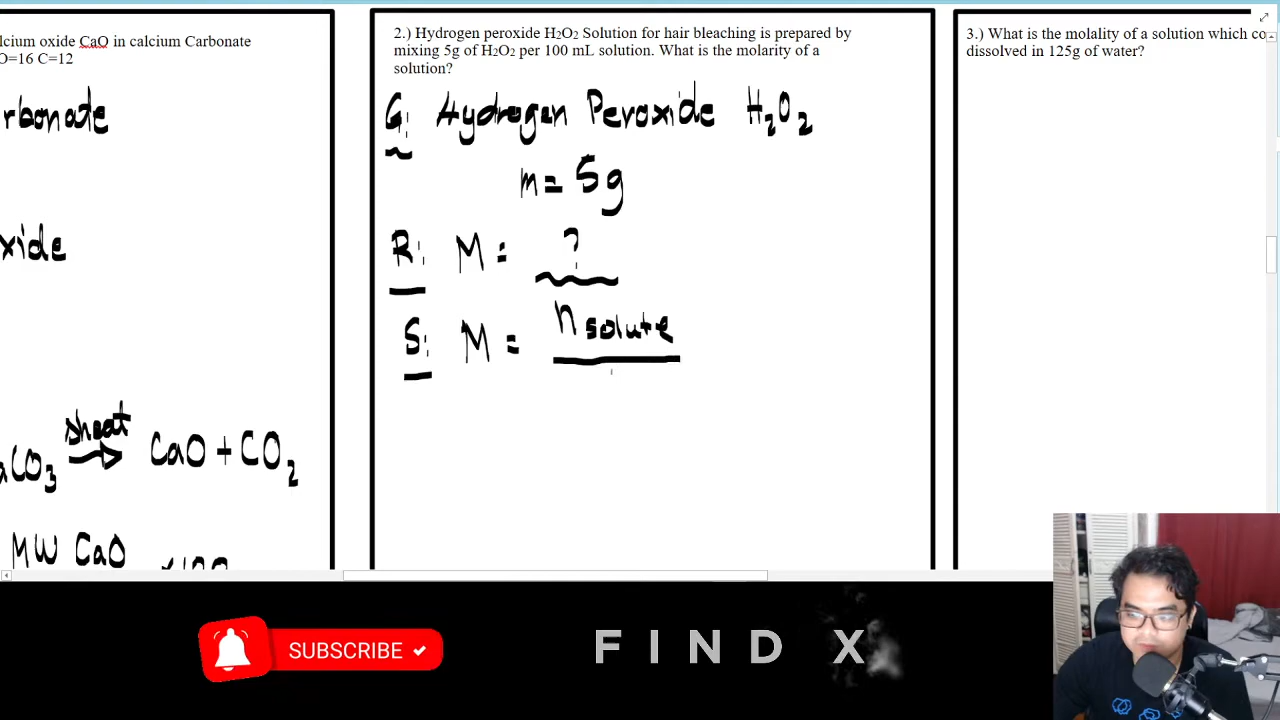 lcium oxide CaO in calcium Carbonate
O=16 C=12
rbonate
xide
aCO3 heat CaO + CO2
MW CaO
x100
2.) Hydrogen peroxide H2O2 Solution for hair bleaching is prepared by
mixing 5g of H2O2 per 100 mL solution. What is the molarity of a
solution?
G: Hydrogen Peroxide H2O2
m= 5g
R: M = ?
S: M = n solute
3.) What is the molality of a solution which co
dissolved in 125g of water?
SUBSCRIBE
FIND X